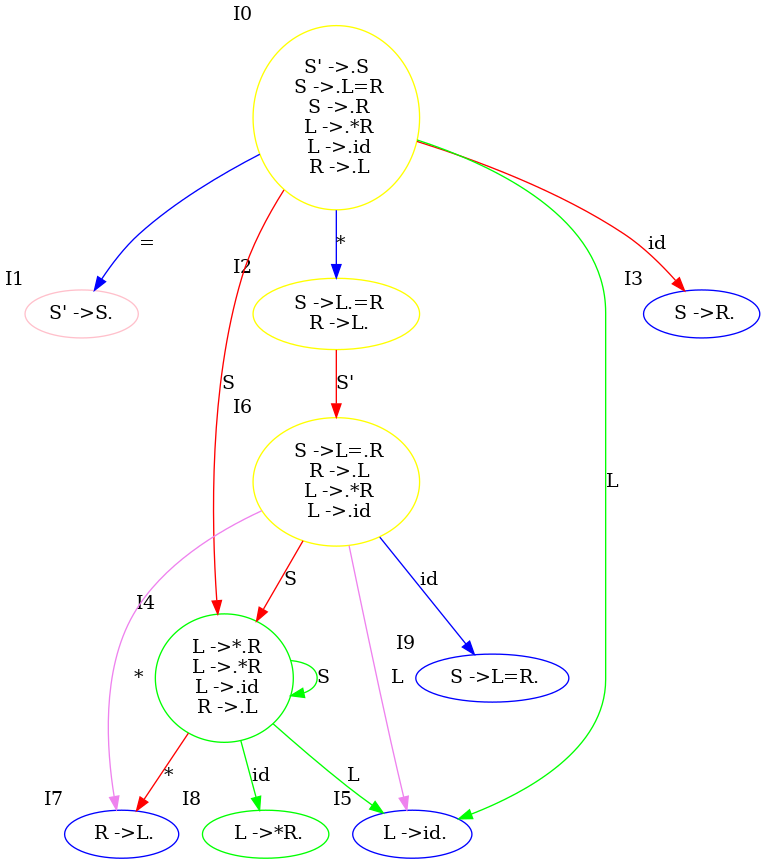 I0
S' ->.S
S ->.L=R
S ->.R
L ->.*R
L ->.id
R ->.L
=
*
id
I1
I2
I3
S' ->S.
S ->L.=R
R ->L.
S ->R.
S
S'
I6
S ->L=.R
R ->.L
L ->.*R
L ->.id
L
S
id
I4
L ->*.R
L ->.*R
L ->.id
R ->.L
S
*
L
I9
S ->L=R.
*
id
L
I7
I8
I5
R ->L.
L ->*R.
L ->id.